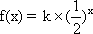 f(x) = k×(1/2)^x